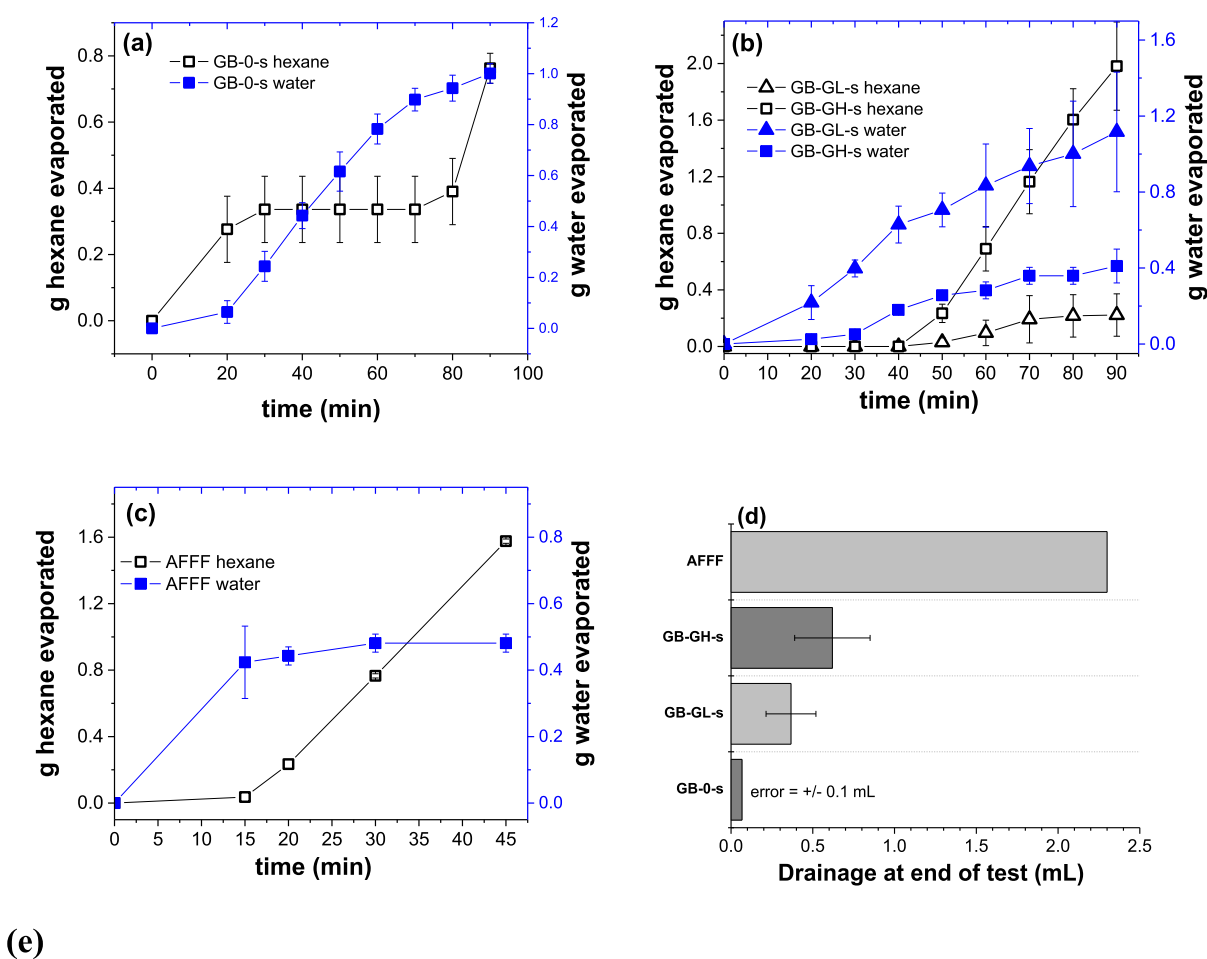 (a)
GB-0-s hexane
GB-0-s water
g hexane evaporated
0.8
0.6
0.4
0.2
0.0
g water evaporated
1.2
1.0
0.8
0.6
0.4
0.2
0.0
0 20 40 60 80 100
time (min)
(b)
GB-GL-s hexane
GB-GH-s hexane
GB-GL-s water
GB-GH-s water
g hexane evaporated
2.0
1.6
1.2
0.8
0.4
0.0
g water evaporated
1.6
1.2
0.8
0.4
0.0
0 10 20 30 40 50 60 70 80 90
time (min)
(c)
AFFF hexane
AFFF water
g hexane evaporated
1.6
1.2
0.8
0.4
0.0
g water evaporated
0.8
0.6
0.4
0.2
0.0
0 5 10 15 20 25 30 35 40 45
time (min)
(d)
AFFF
GB-GH-s
GB-GL-s
GB-0-s
error = +/- 0.1 mL
0.0 0.5 1.0 1.5 2.0 2.5
Drainage at end of test (mL)
(e)